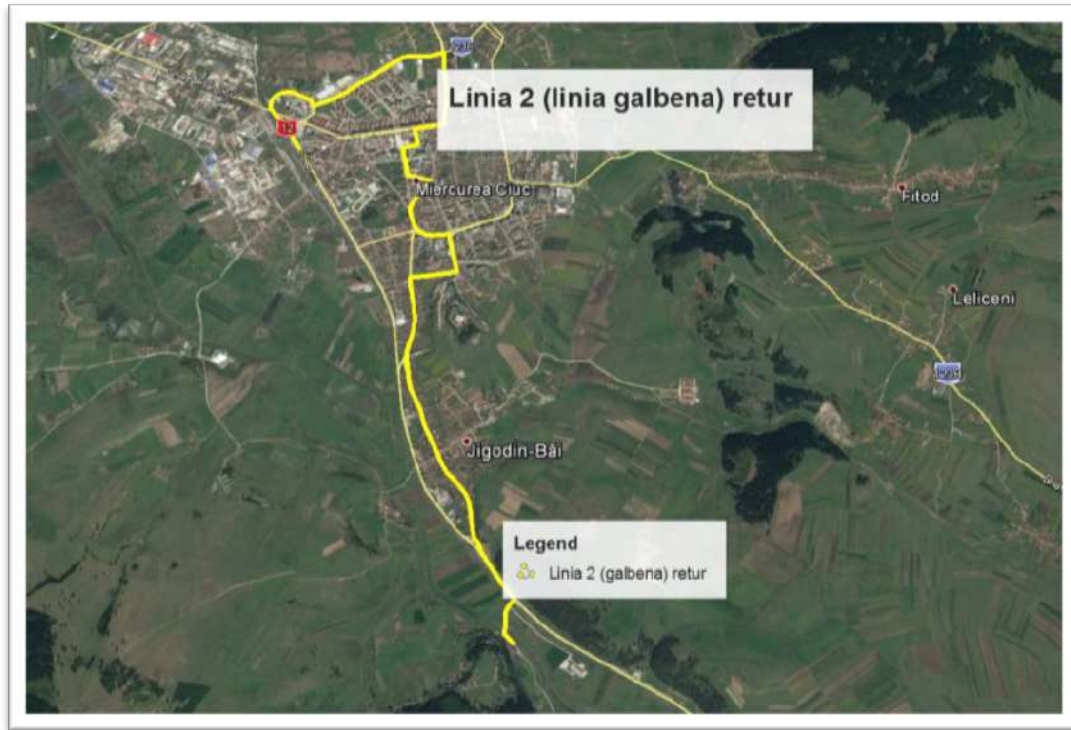 Linia 2 (linia galbena) retur
12
Miercurea Ciuc
Fitod
Leliceni
Jigodin-Băi
Legend
Linia 2 (galbena) retur